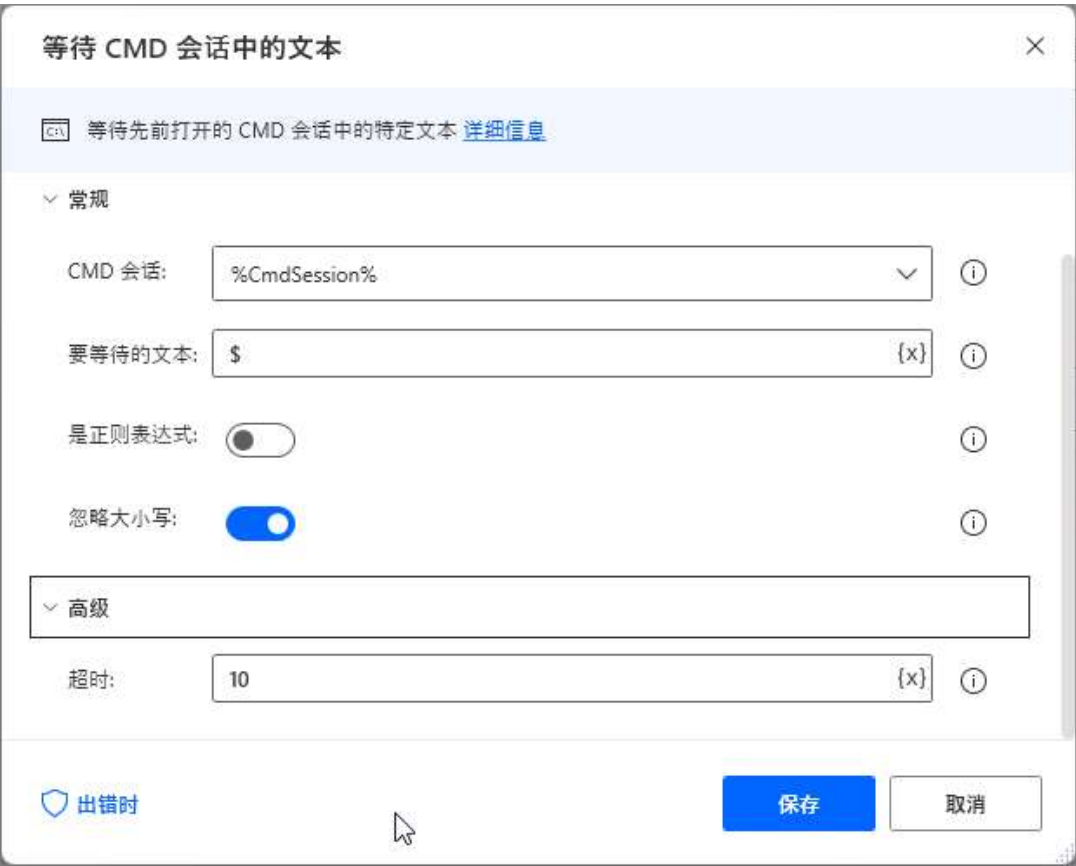 等待 CMD 会话中的文本
C:\ 等待先前打开的 CMD 会话中的特定文本 详细信息
常规
CMD 会话: %CmdSession%
要等待的文本: $ {x}
是正则表达式:
忽略大小写:
高级
超时: 10 {x}
出错时 保存 取消